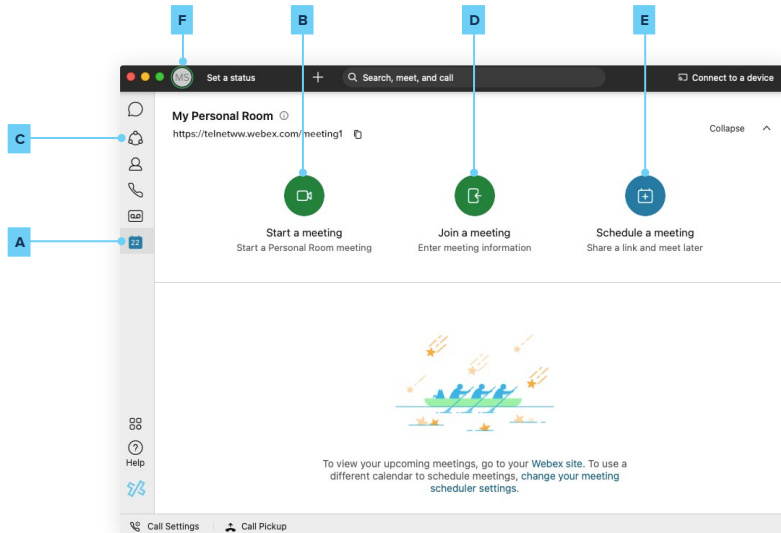 F
B
D
E
MS
Set a status
Search, meet, and call
Connect to a device
My Personal Room
https://telnetww.webex.com/meeting1
Collapse
C
A
22
Start a meeting
Start a Personal Room meeting
Join a meeting
Enter meeting information
Schedule a meeting
Share a link and meet later
Help
To view your upcoming meetings, go to your Webex site. To use a
different calendar to schedule meetings, change your meeting
scheduler settings.
Call Settings
Call Pickup